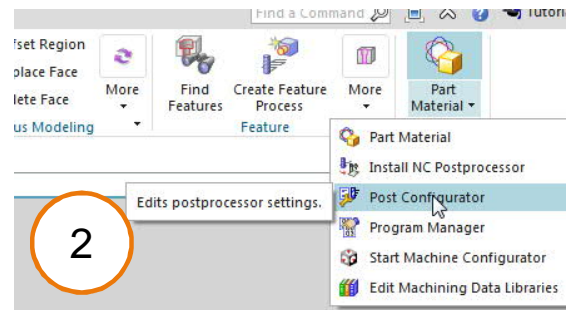 Find a Command
Tutori
fset Region
place Face
lete Face
More
Find
Features
Create Feature
Process
More
Part
Material
us Modeling
Feature
Part Material
Install NC Postprocessor
Edits postprocessor settings.
Post Configurator
Program Manager
Start Machine Configurator
Edit Machining Data Libraries
2